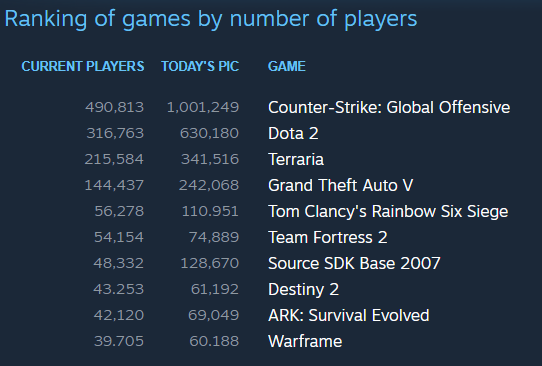 Ranking of games by number of players
CURRENT PLAYERS TODAY'S PIC GAME
490,813 1,001,249 Counter-Strike: Global Offensive
316,763 630,180 Dota 2
215,584 341,516 Terraria
144,437 242,068 Grand Theft Auto V
56,278 110.951 Tom Clancy's Rainbow Six Siege
54,154 74,889 Team Fortress 2
48,332 128,670 Source SDK Base 2007
43.253 61,192 Destiny 2
42,120 69,049 ARK: Survival Evolved
39.705 60.188 Warframe